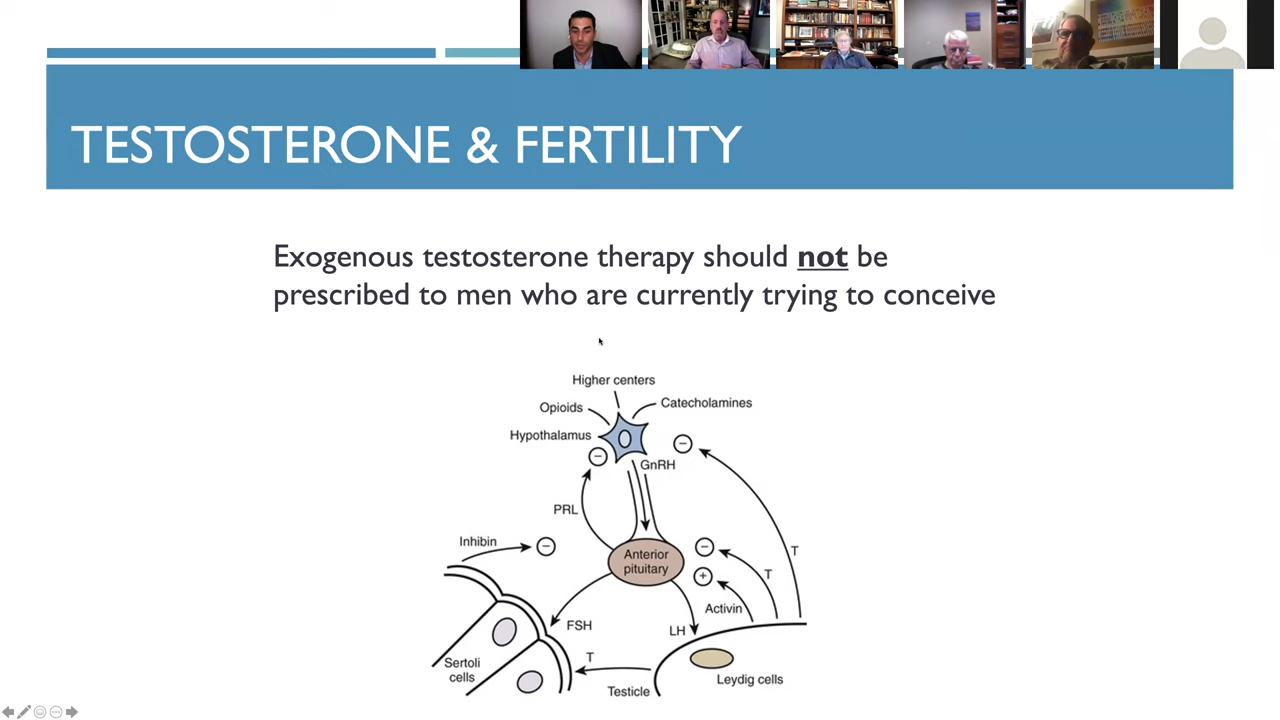 TESTOSTERONE & FERTILITY
Exogenous testosterone therapy should not be
prescribed to men who are currently trying to conceive
Higher centers
Opioids
Catecholamines
Hypothalamus
−
−
GnRH
PRL
Inhibin
−
Anterior
pituitary
−
T
+
T
Activin
FSH
LH
T
Sertoli
cells
Testicle
Leydig cells